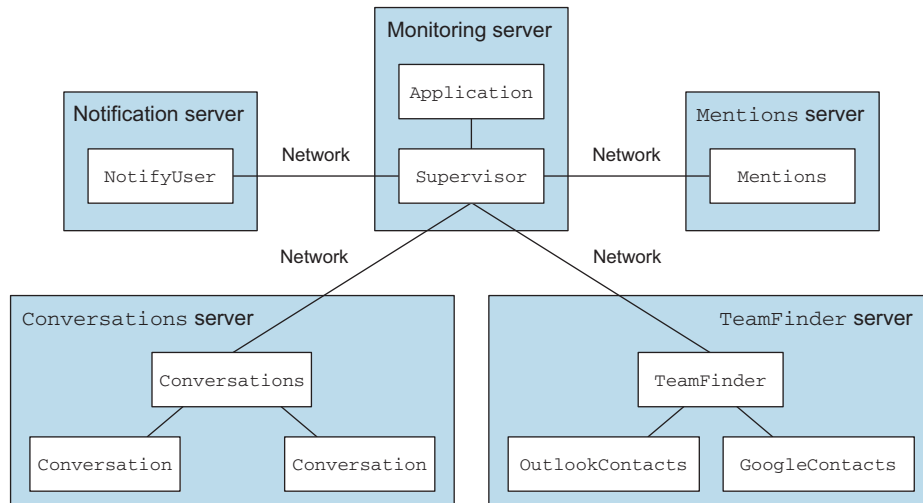 Monitoring server
Application
Notification server
Mentions server
Network
Network
NotifyUser
Supervisor
Mentions
Network
Network
Conversations server
TeamFinder server
Conversations
TeamFinder
Conversation
Conversation
OutlookContacts
GoogleContacts